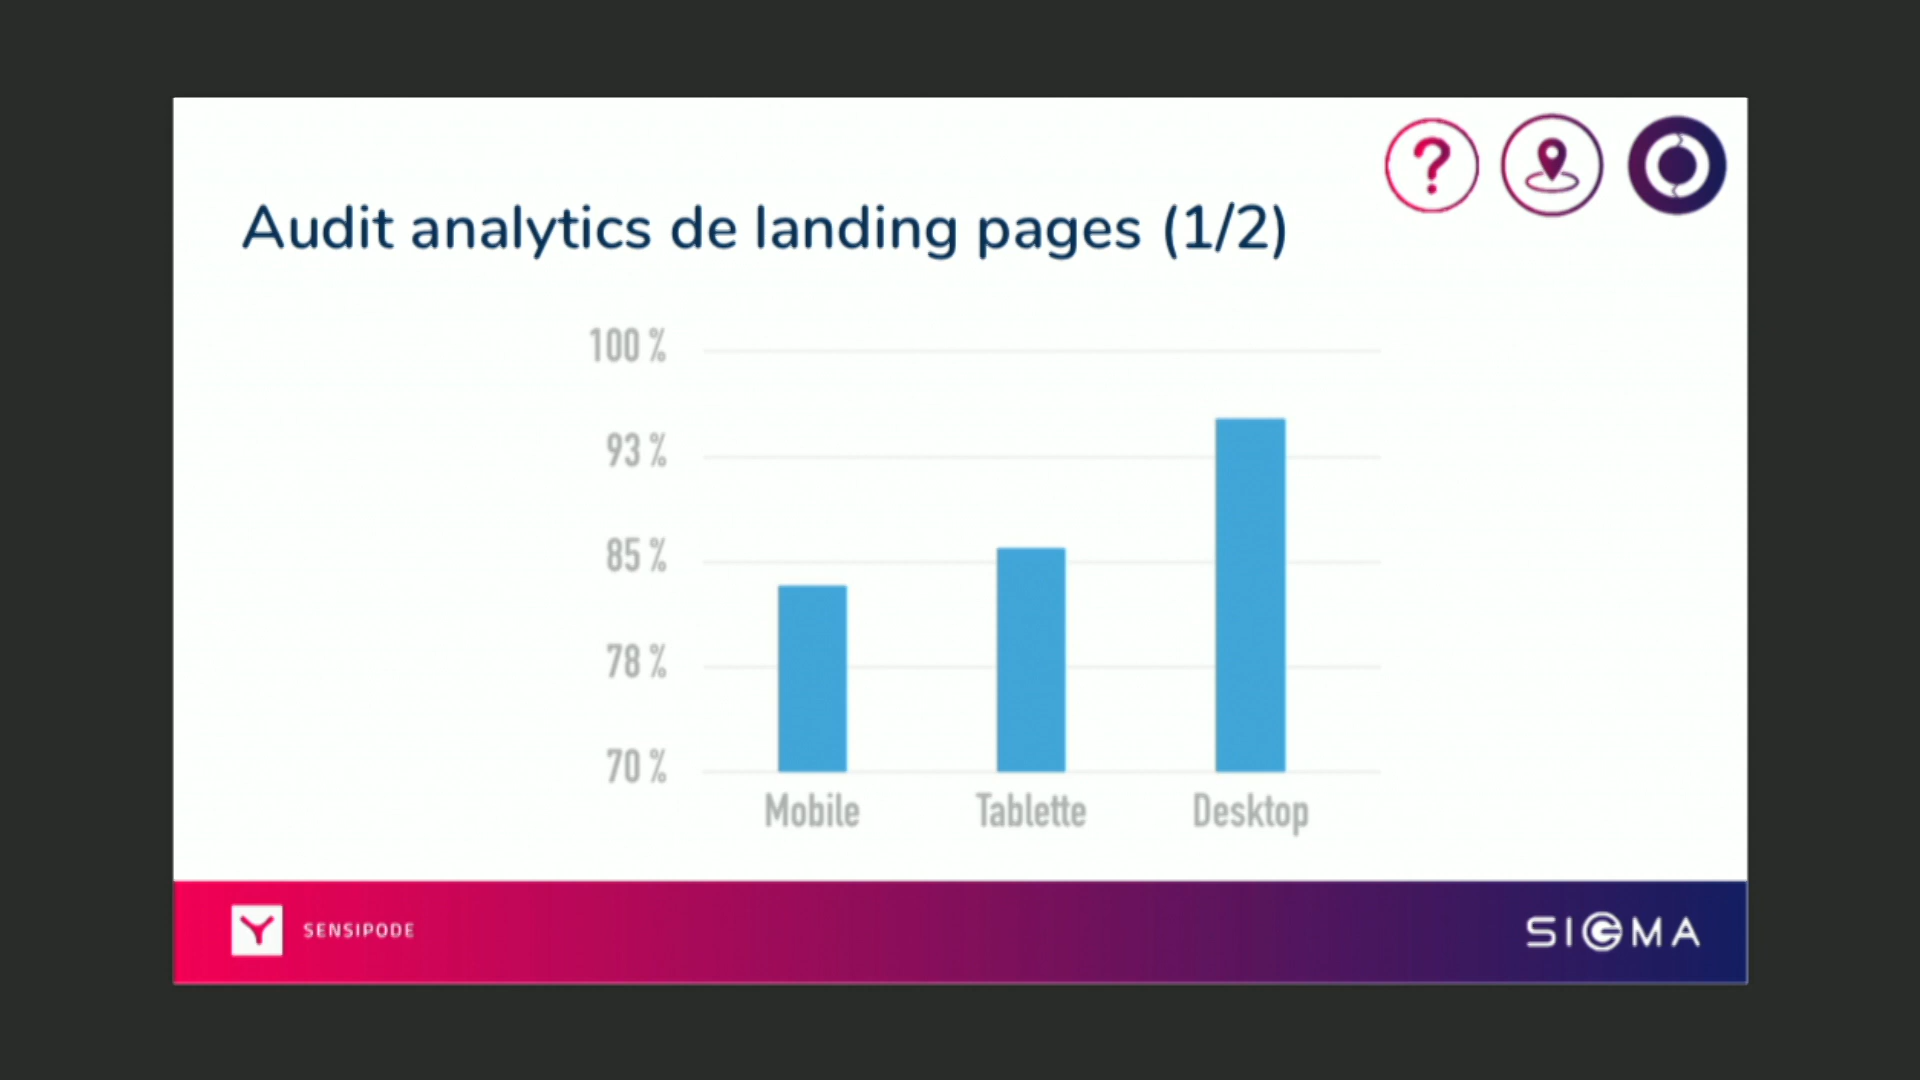 Audit analytics de landing pages (1/2)
100 %
93 %
85 %
78 %
70 %
Mobile Tablette Desktop
SENSIPODE
SIGMA